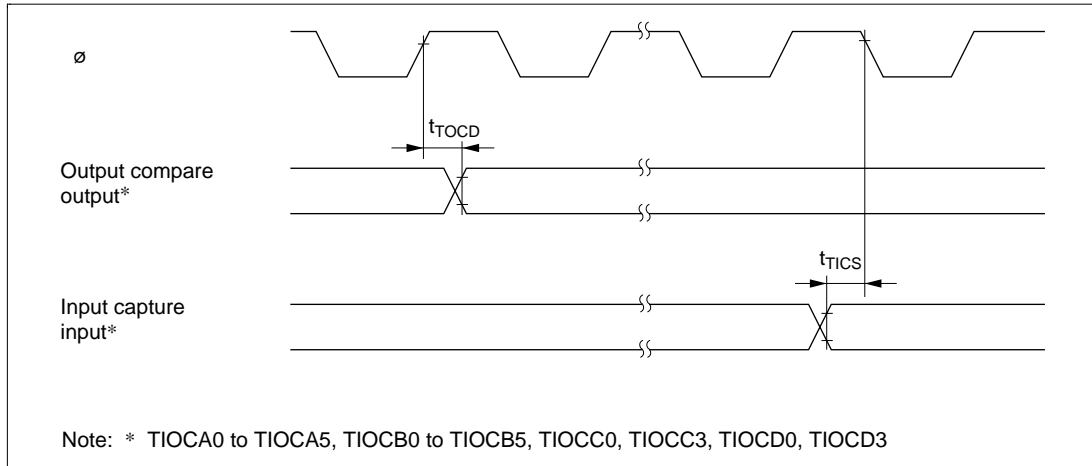 ø
tTOCD
Output compare
output*
tTICS
Input capture
input*
Note: * TIOCA0 to TIOCA5, TIOCB0 to TIOCB5, TIOCC0, TIOCC3, TIOCD0, TIOCD3